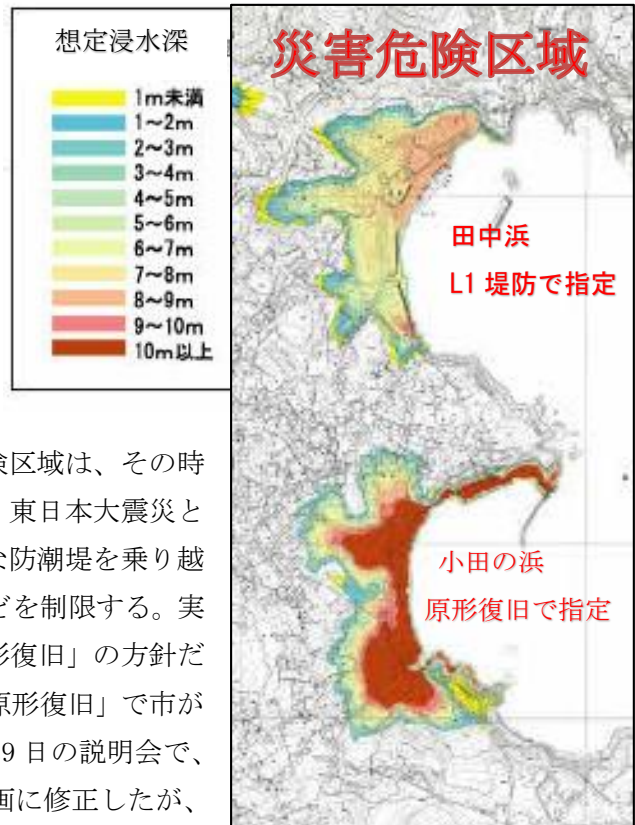 想定浸水深
1m未満
1～2m
2～3m
3～4m
4～5m
5～6m
6～7m
7～8m
8～9m
9～10m
10m以上
災害危険区域
田中浜
L1 堤防で指定
小田の浜
原形復旧で指定
険区域は、その時
東日本大震災と
な防潮堤を乗り越
どを制限する。実
形復旧」の方針だ
原形復旧」で市が
9 日の説明会で、
画に修正したが、